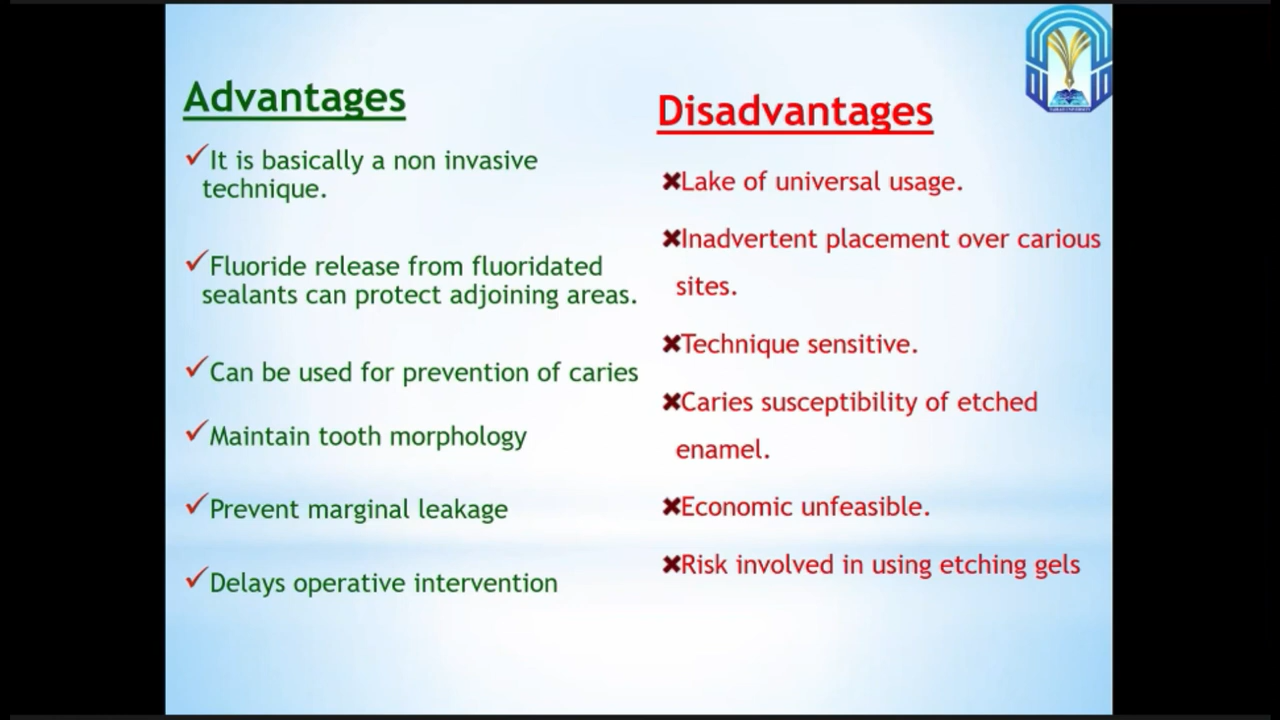 Advantages
It is basically a non invasive
technique.
Fluoride release from fluoridated
sealants can protect adjoining areas.
Can be used for prevention of caries
Maintain tooth morphology
Prevent marginal leakage
Delays operative intervention
Disadvantages
Lake of universal usage.
Inadvertent placement over carious
sites.
Technique sensitive.
Caries susceptibility of etched
enamel.
Economic unfeasible.
Risk involved in using etching gels